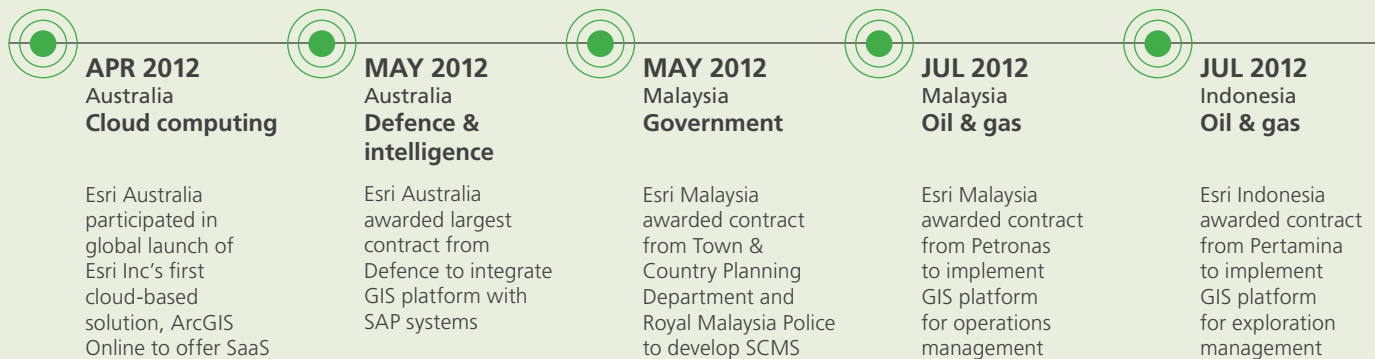 APR 2012
Australia
Cloud computing
Esri Australia
participated in
global launch of
Esri Inc's first
cloud-based
solution, ArcGIS
Online to offer SaaS
MAY 2012
Australia
Defence &
intelligence
Esri Australia
awarded largest
contract from
Defence to integrate
GIS platform with
SAP systems
MAY 2012
Malaysia
Government
Esri Malaysia
awarded contract
from Town &
Country Planning
Department and
Royal Malaysia Police
to develop SCMS
JUL 2012
Malaysia
Oil & gas
Esri Malaysia
awarded contract
from Petronas
to implement
GIS platform
for operations
management
JUL 2012
Indonesia
Oil & gas
Esri Indonesia
awarded contract
from Pertamina
to implement
GIS platform
for exploration
management